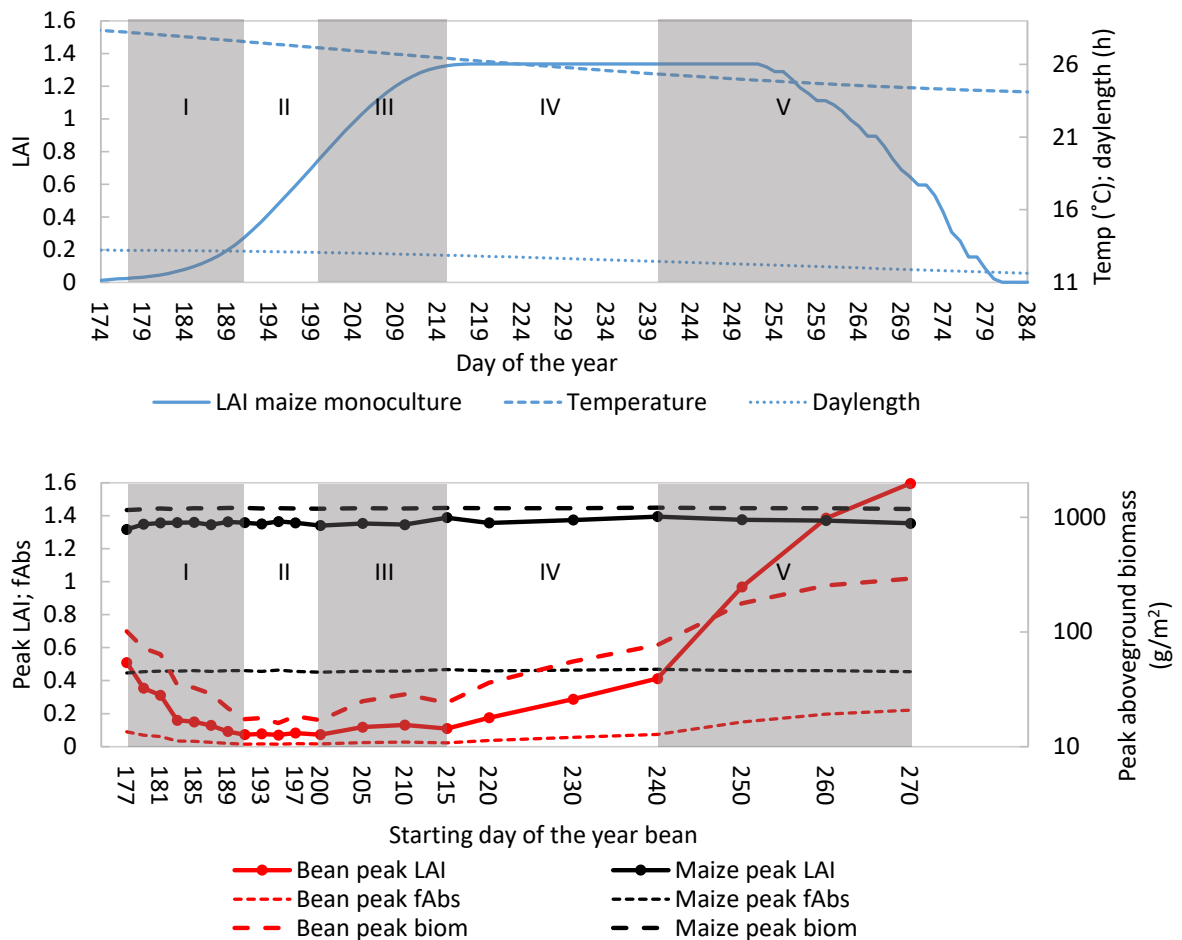 1.6
1.4
1.2
1
0.8
0.6
0.4
0.2
0
LAI
I
II
III
IV
V
26
21
16
11
Temp (˚C); daylength (h)
174
179
184
189
194
199
204
209
214
219
224
229
234
239
244
249
254
259
264
269
274
279
284
Day of the year
LAI maize monoculture
Temperature
Daylength
1.6
1.4
1.2
1
0.8
0.6
0.4
0.2
0
Peak LAI; fAbs
I
II
III
IV
V
1000
100
10
Peak aboveground biomass
(g/m²)
177
181
185
189
193
197
200
205
210
215
220
230
240
250
260
270
Starting day of the year bean
Bean peak LAI
Maize peak LAI
Bean peak fAbs
Maize peak fAbs
Bean peak biom
Maize peak biom